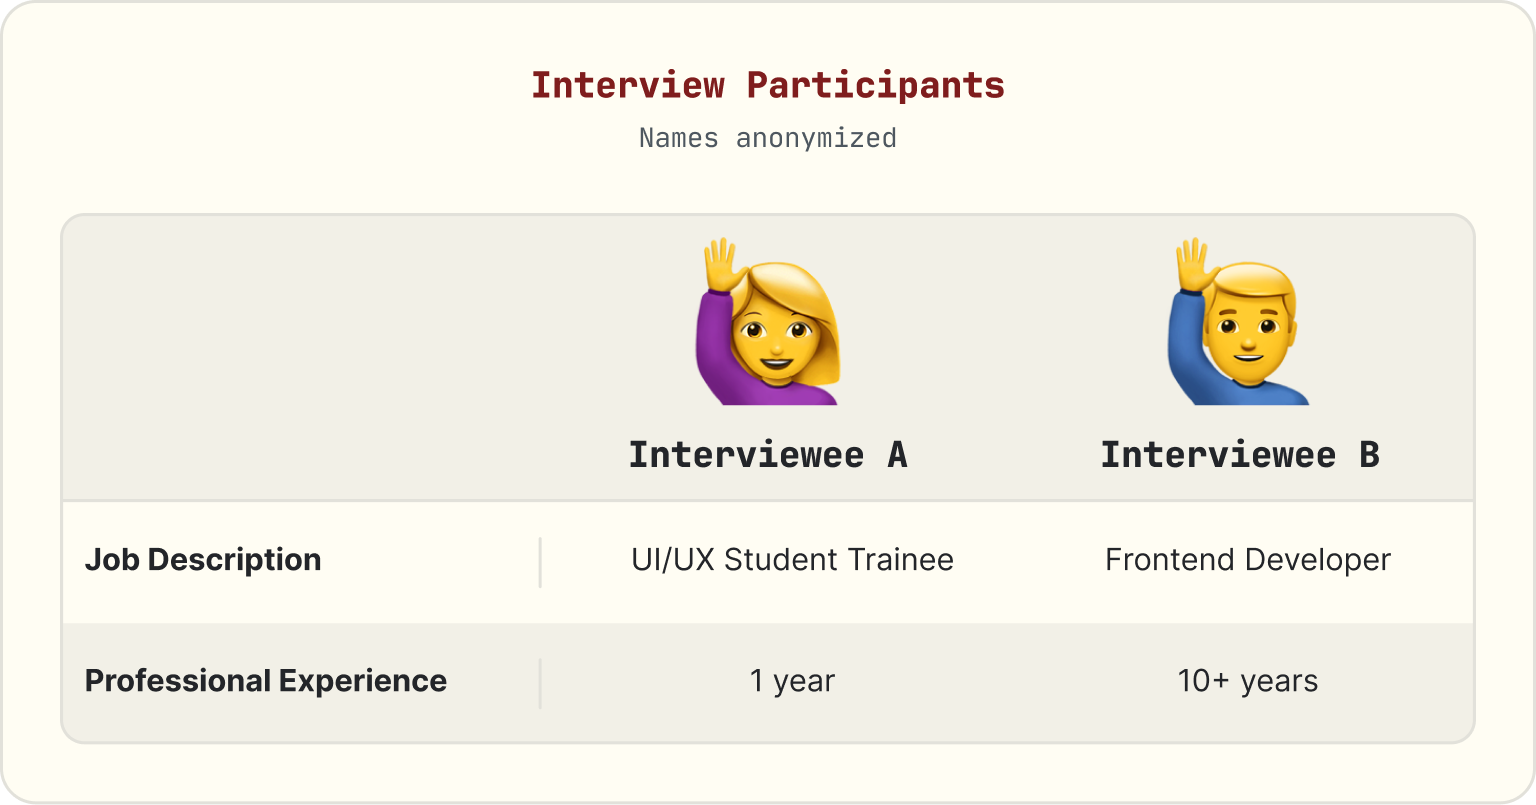 Interview Participants
Names anonymized
Interviewee A Interviewee B
Job Description UI/UX Student Trainee Frontend Developer
Professional Experience 1 year 10+ years